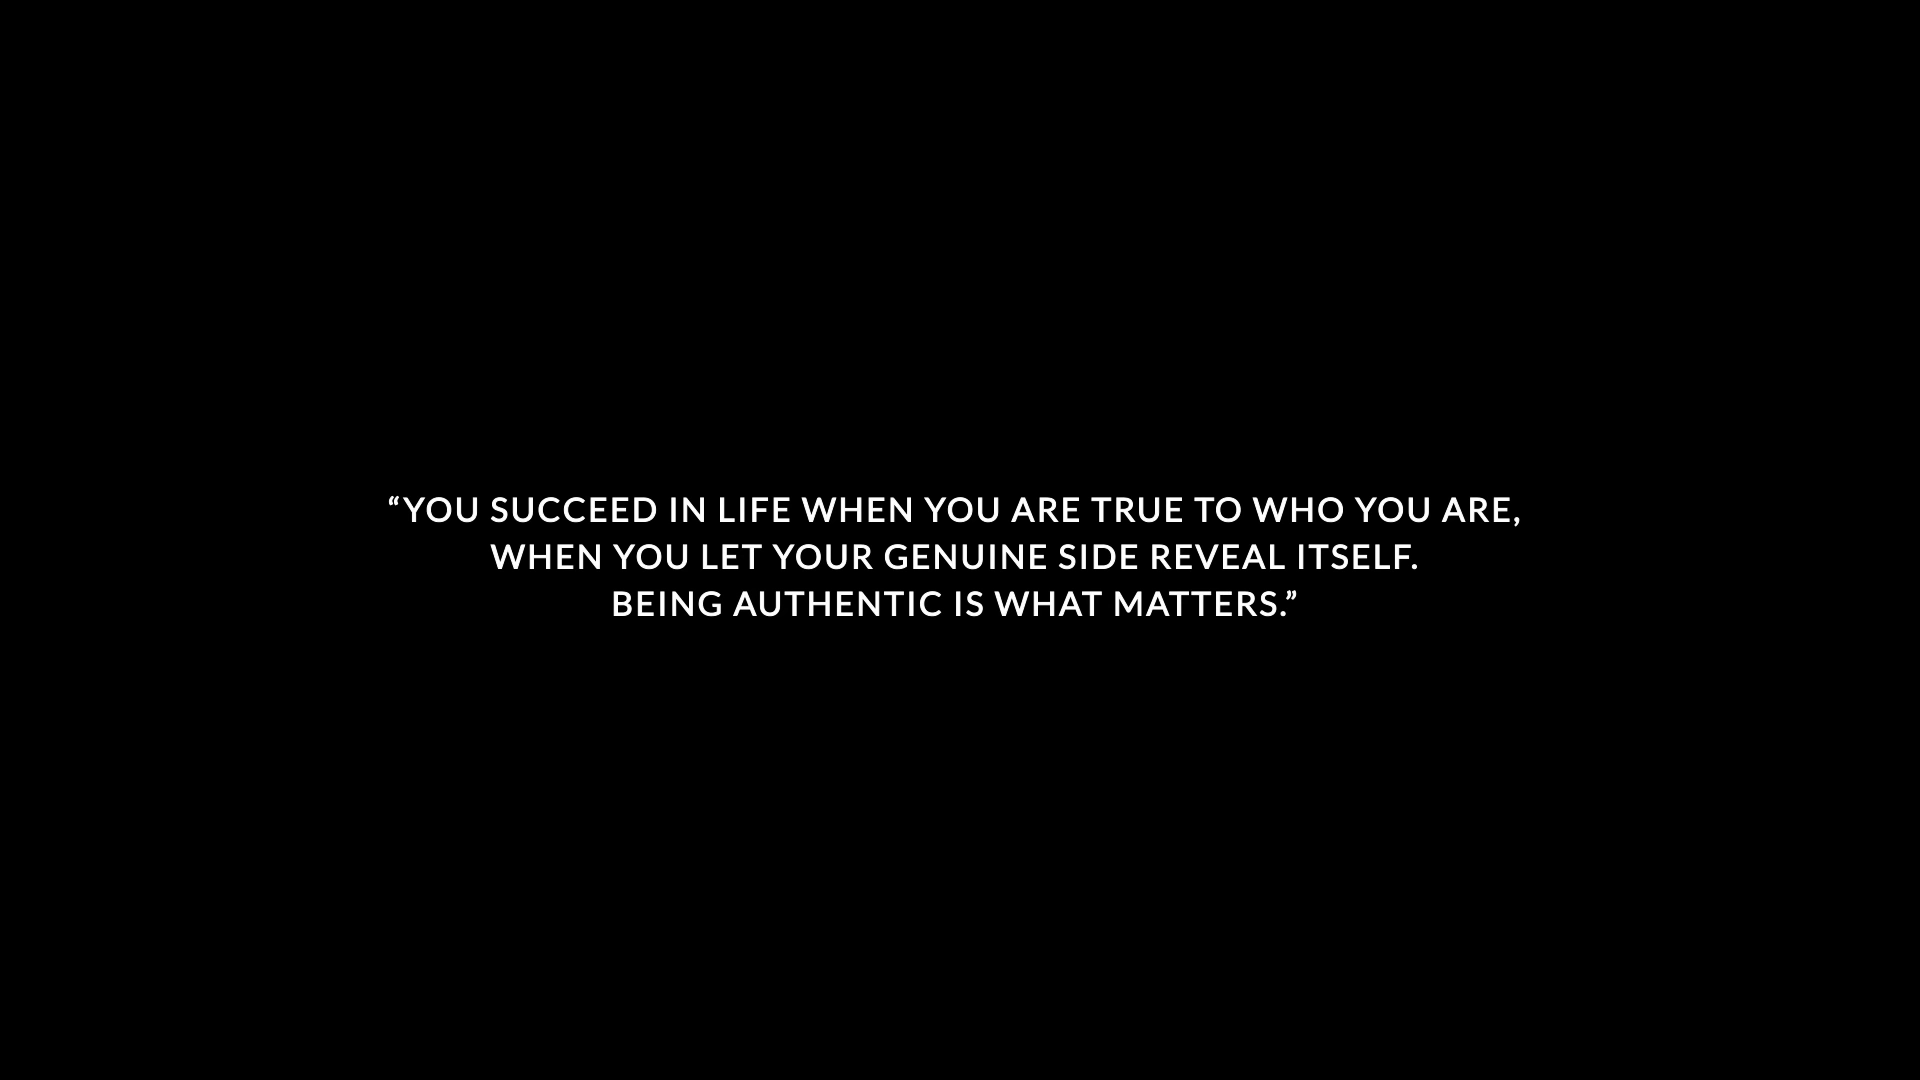 “YOU SUCCEED IN LIFE WHEN YOU ARE TRUE TO WHO YOU ARE,
WHEN YOU LET YOUR GENUINE SIDE REVEAL ITSELF.
BEING AUTHENTIC IS WHAT MATTERS.”